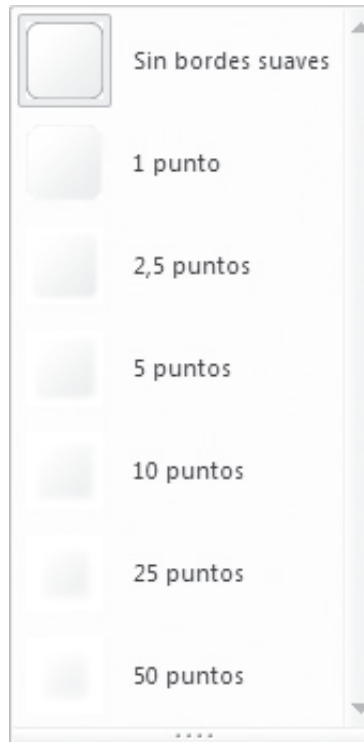 Sin bordes suaves
1 punto
2,5 puntos
5 puntos
10 puntos
25 puntos
50 puntos